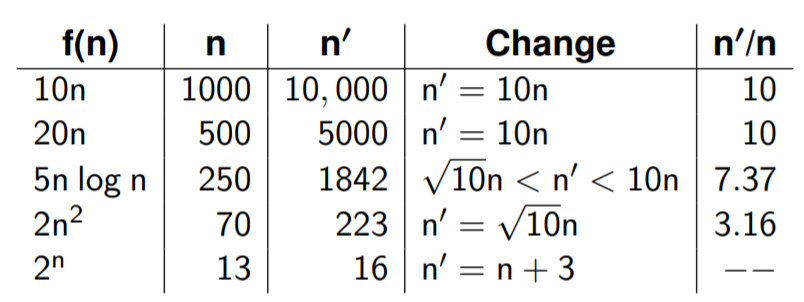 f(n) n n′ Change n′/n
10n 1000 10,000 n′ = 10n 10
20n 500 5000 n′ = 10n 10
5n log n 250 1842 √10n < n′ < 10n 7.37
2n² 70 223 n′ = √10n 3.16
2ⁿ 13 16 n′ = n + 3 −−